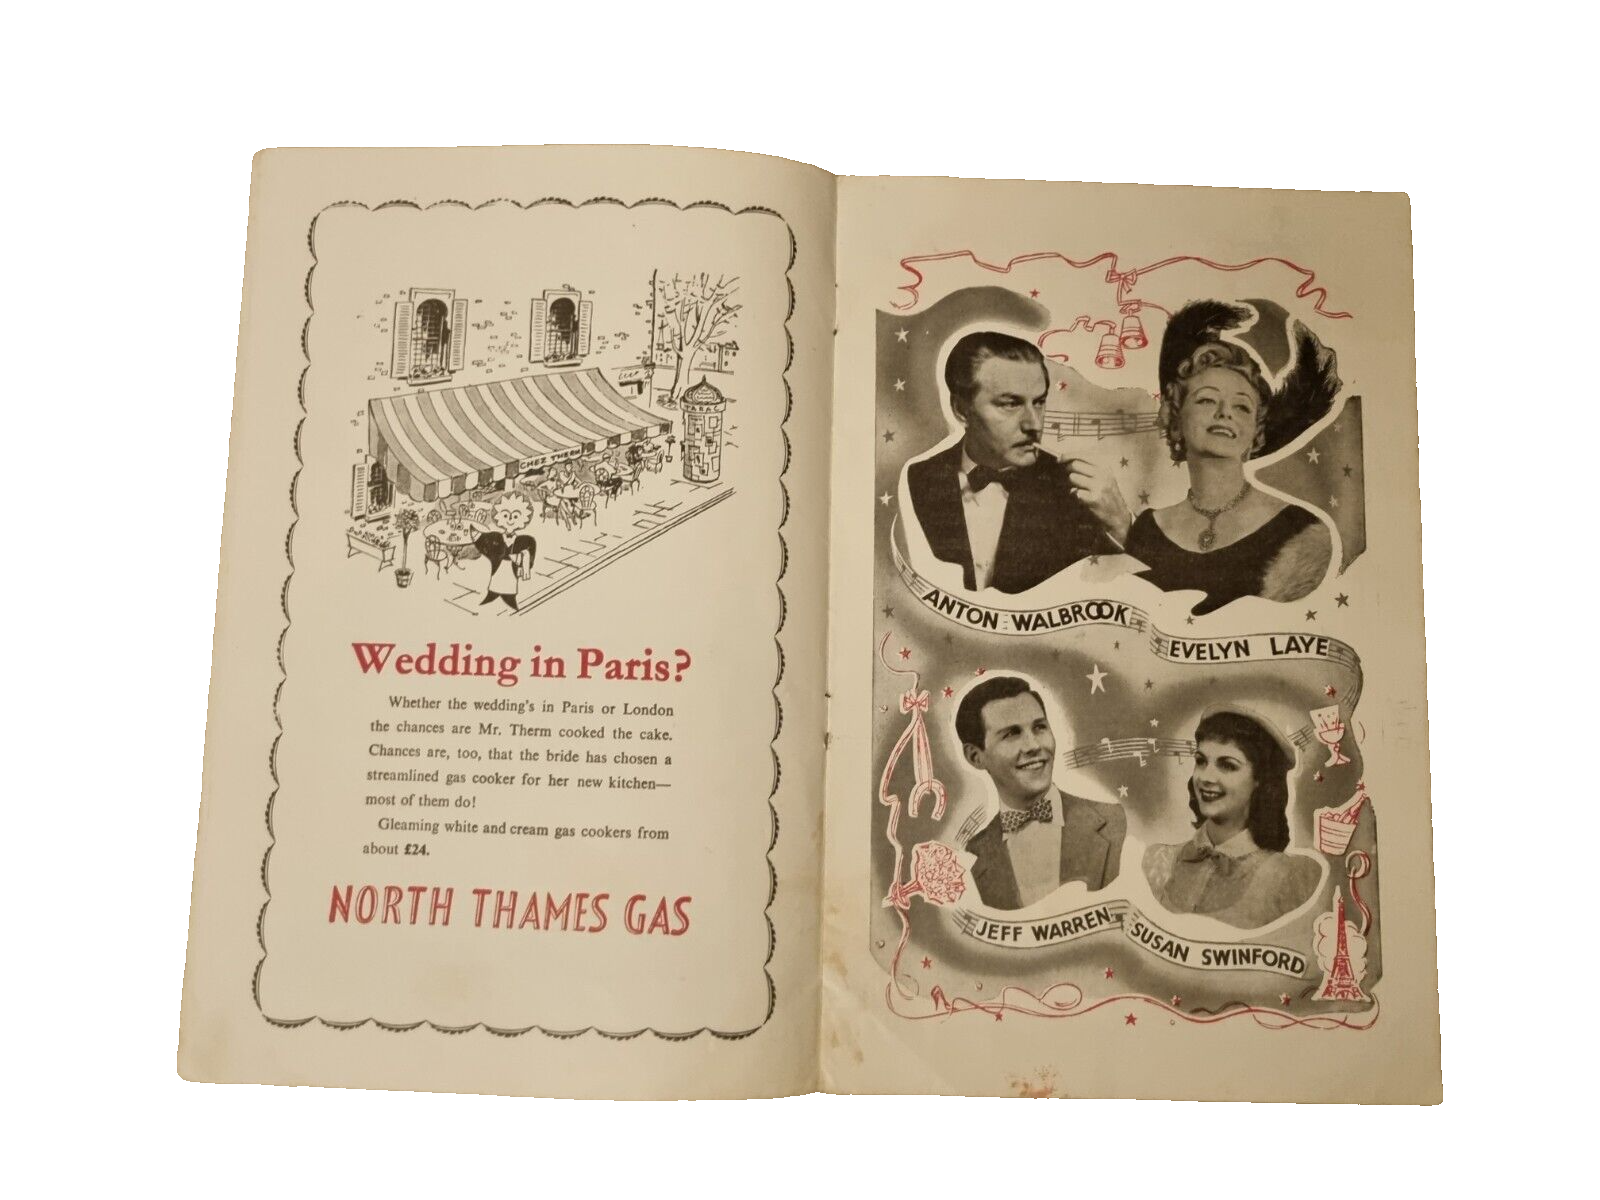 TABAC
CHEZ THERM
Wedding in Paris?
Whether the wedding's in Paris or London
the chances are Mr. Therm cooked the cake.
Chances are, too, that the bride has chosen a
streamlined gas cooker for her new kitchen—
most of them do!
Gleaming white and cream gas cookers from
about £24.
NORTH THAMES GAS
ANTON WALBROOK
EVELYN LAYE
JEFF WARREN
SUSAN SWINFORD